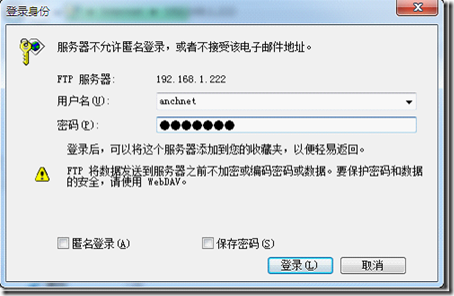 登录身份
服务器不允许匿名登录，或者不接受该电子邮件地址。
FTP 服务器: 192.168.1.222
用户名(U): anchnet
密码(P): ●●●●●●●
登录后，可以将这个服务器添加到您的收藏夹，以便轻易返回。
FTP 将数据发送到服务器之前不加密或编码密码或数据。要保护密码和数据
的安全，请使用 WebDAV。
匿名登录(A) 保存密码(S)
登录(L) 取消